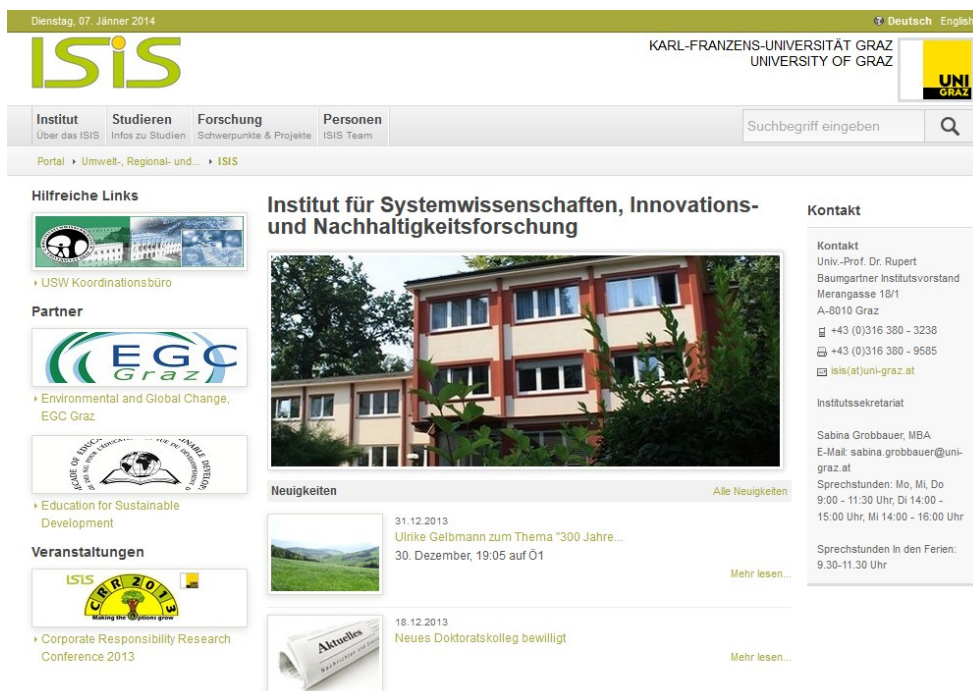 Dienstag, 07. Jänner 2014
Deutsch English
ISiS
KARL-FRANZENS-UNIVERSITÄT GRAZ
UNIVERSITY OF GRAZ
UNI
GRAZ
Institut Studieren Forschung Personen
Über das ISIS Infos zu Studien Schwerpunkte & Projekte ISIS Team
Suchbegriff eingeben
Portal Umwelt-, Regional- und... ISIS
Hilfreiche Links
USW Koordinationsbüro
Partner
EGC
Graz
Environmental and Global Change,
EGC Graz
Education for Sustainable
Development
Veranstaltungen
ISIS
CRR 2013
Making the options grow
Corporate Responsibility Research
Conference 2013
Institut für Systemwissenschaften, Innovations-
und Nachhaltigkeitsforschung
Neuigkeiten Alle Neuigkeiten
31.12.2013
Ulrike Gelbmann zum Thema "300 Jahre...
30. Dezember, 19:05 auf Ö1
Mehr lesen...
Aktuelles
18.12.2013
Neues Doktoratskolleg bewilligt
Mehr lesen...
Kontakt
Kontakt
Univ.-Prof. Dr. Rupert
Baumgartner Institutsvorstand
Merangasse 18/1
A-8010 Graz
+43 (0)316 380 - 3238
+43 (0)316 380 - 9585
isis(at)uni-graz.at
Institutssekretariat
Sabina Grobbauer, MBA
E-Mail: sabina.grobbauer@uni-
graz.at
Sprechstunden: Mo, Mi, Do
9:00 - 11:30 Uhr, Di 14:00 -
15:00 Uhr, Mi 14:00 - 16:00 Uhr
Sprechstunden In den Ferien:
9.30-11.30 Uhr